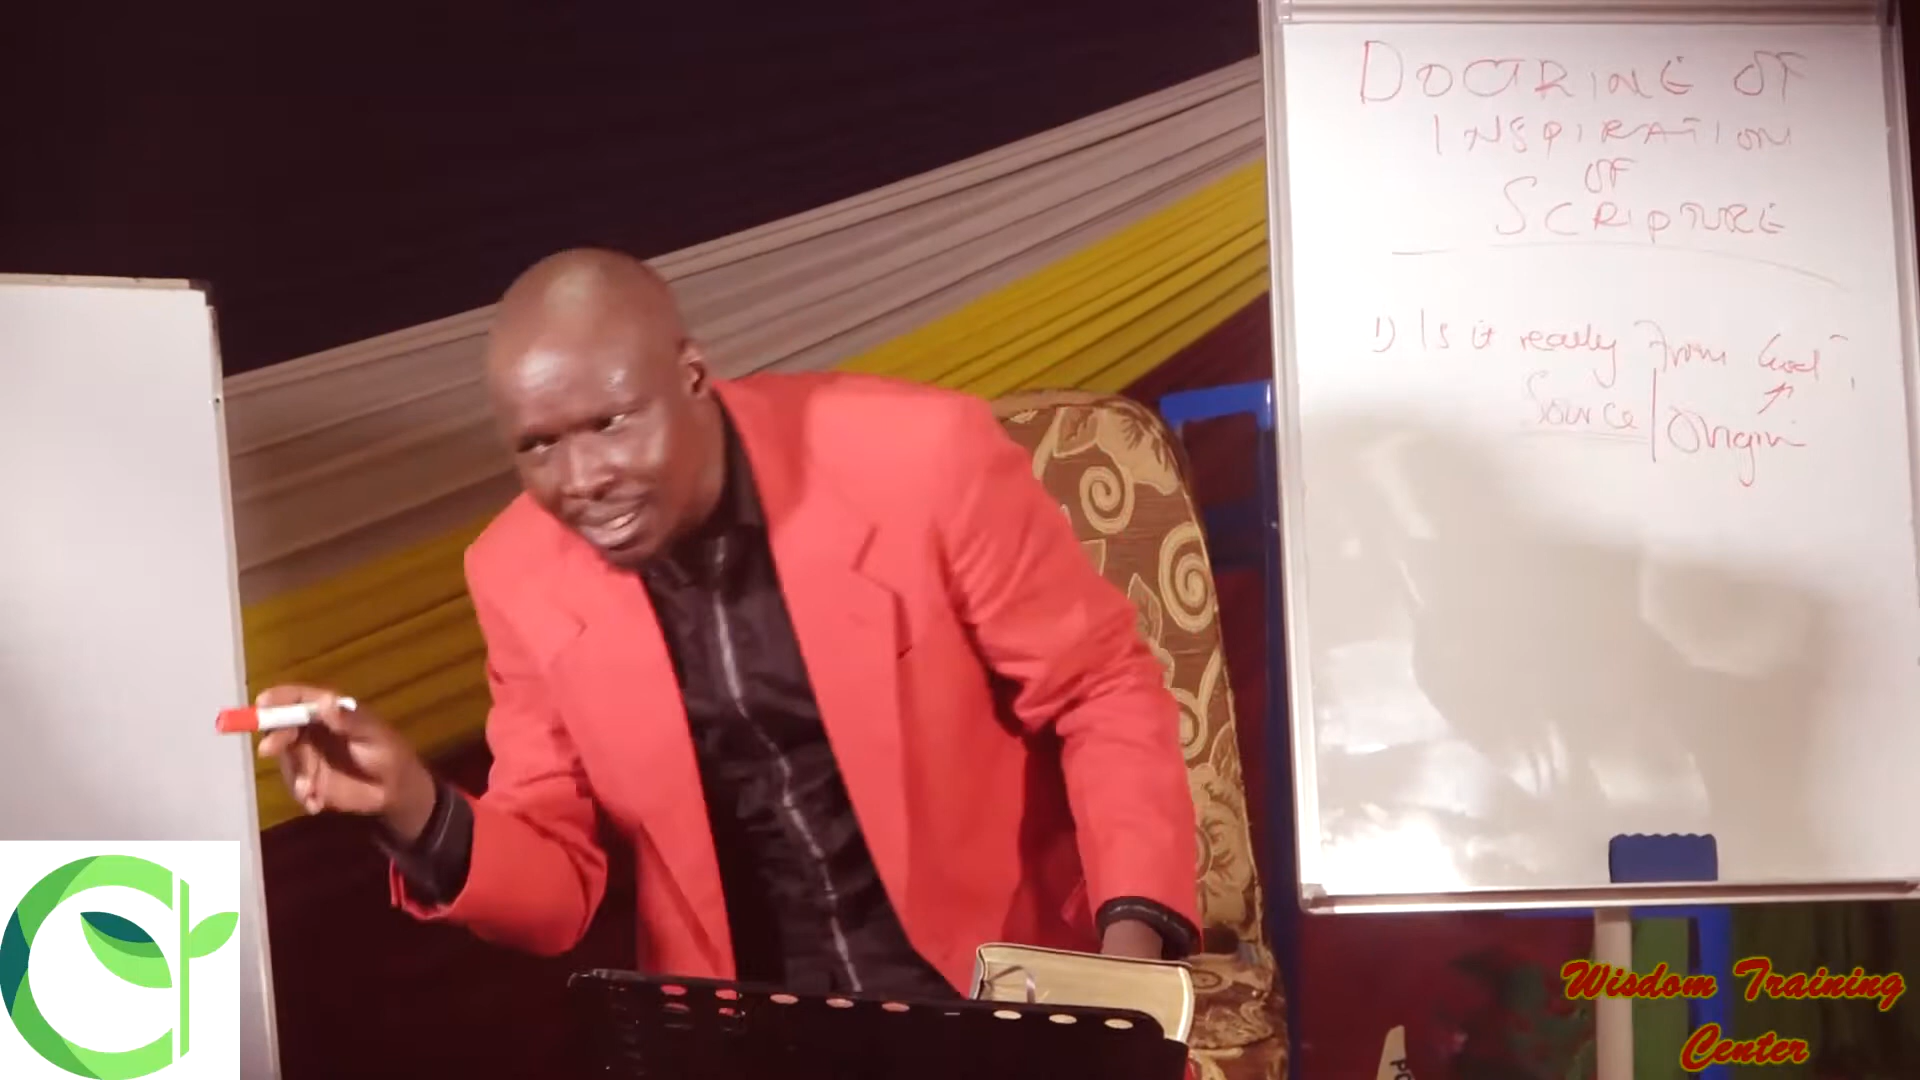 DOCTRINE OF
INSPIRATION
OF
SCRIPTURE
1) Is it really from God?
Source/Origin
Wisdom Training
Center